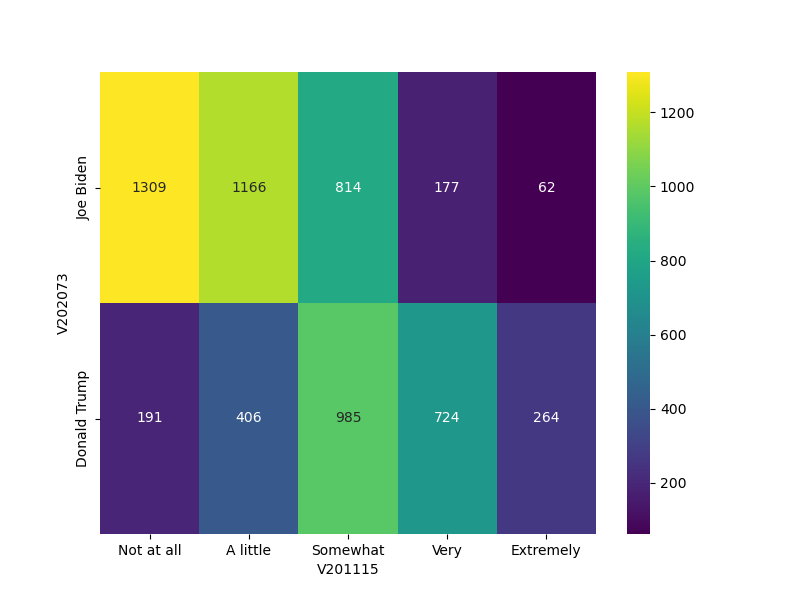 V202073
Joe Biden
1309 1166 814 177 62
Donald Trump
191 406 985 724 264
Not at all A little Somewhat Very Extremely
V201115
1200
1000
800
600
400
200